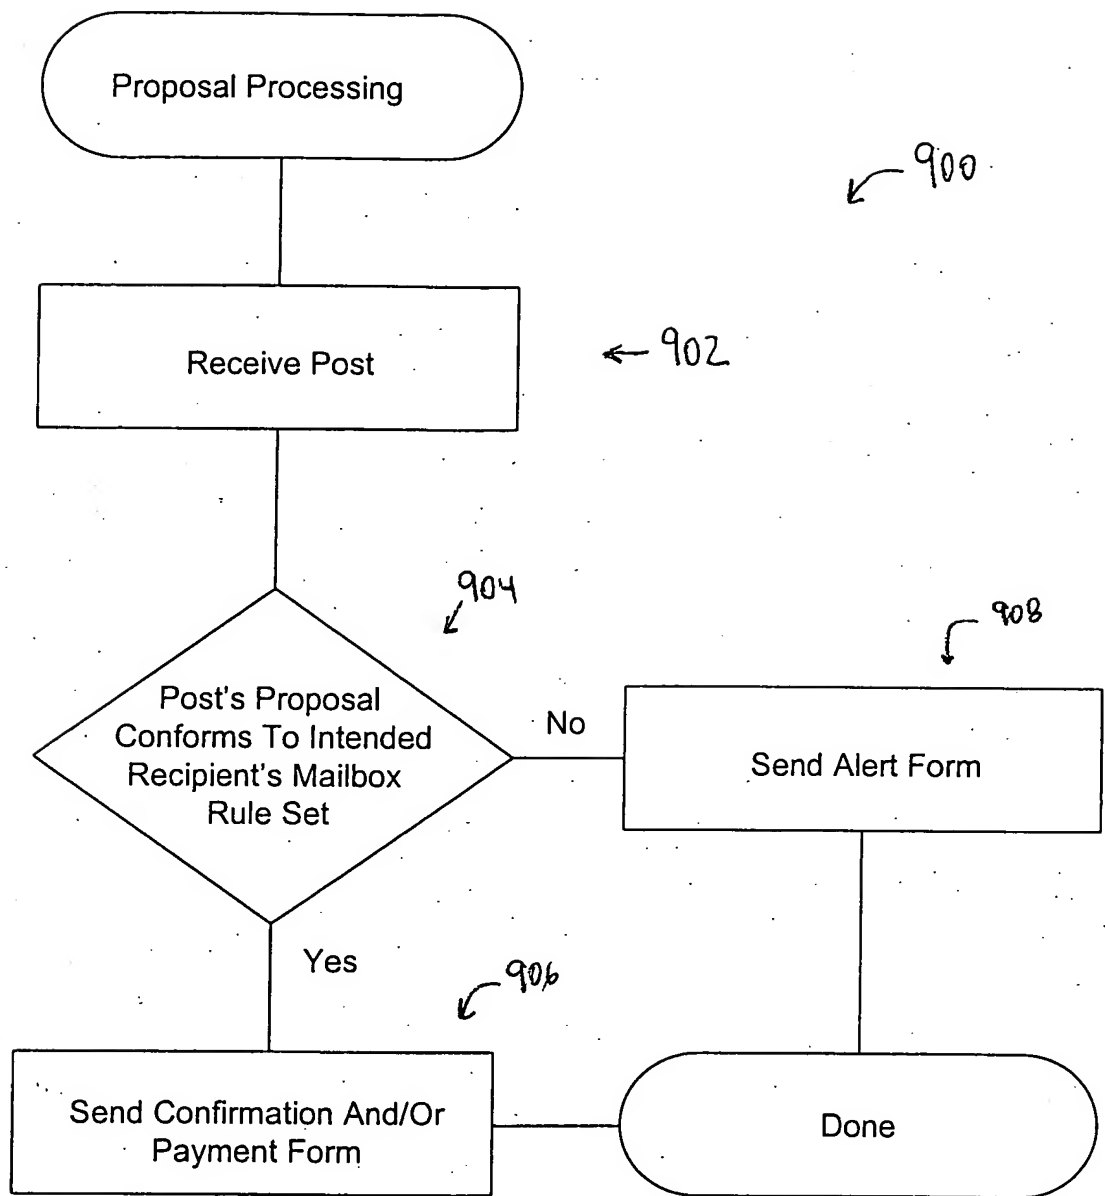 Proposal Processing
900
Receive Post
902
904
Post's Proposal
Conforms To Intended
Recipient's Mailbox
Rule Set
No
908
Send Alert Form
Yes
906
Send Confirmation And/Or
Payment Form
Done